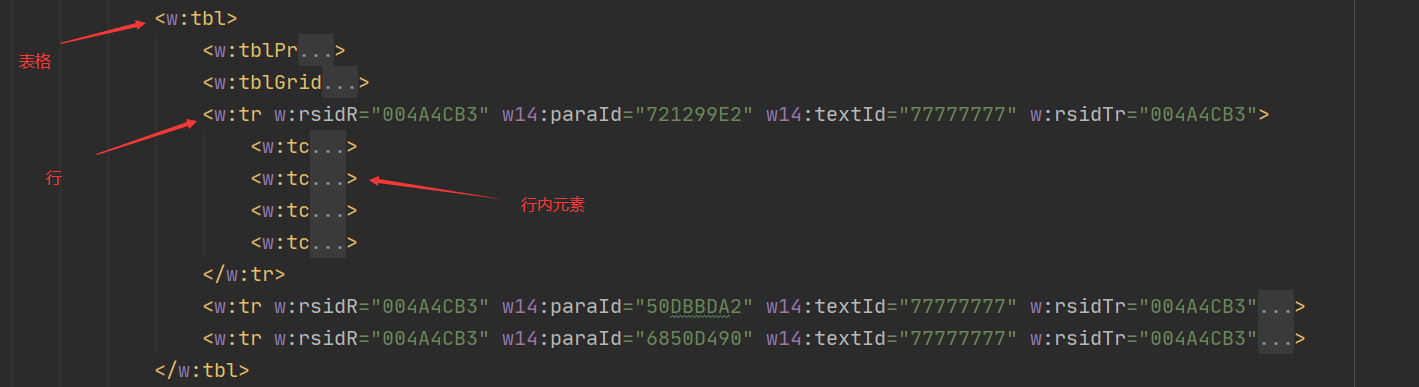 <w:tbl>
表格
<w:tblPr...>
<w:tblGrid...>
<w:tr w:rsidR="004A4CB3" w14:paraId="721299E2" w14:textId="77777777" w:rsidTr="004A4CB3">
<w:tc...>
行
<w:tc...>
行内元素
<w:tc...>
<w:tc...>
</w:tr>
<w:tr w:rsidR="004A4CB3" w14:paraId="50DBBDA2" w14:textId="77777777" w:rsidTr="004A4CB3"...>
<w:tr w:rsidR="004A4CB3" w14:paraId="6850D490" w14:textId="77777777" w:rsidTr="004A4CB3"...>
</w:tbl>